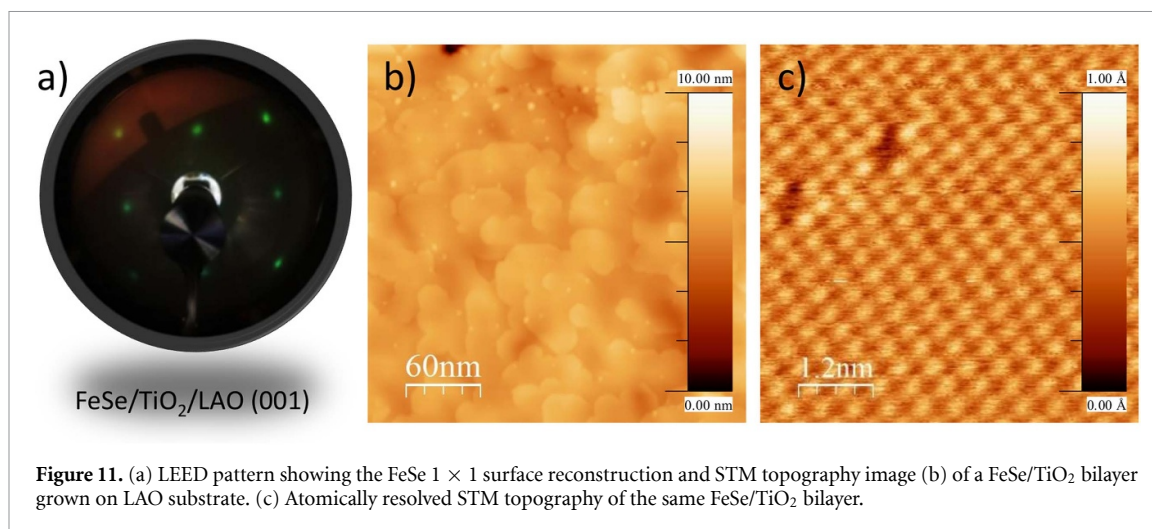 a)
FeSe/TiO₂/LAO (001)
b)
10.00 nm
60nm
0.00 nm
c)
1.00 Å
1.2nm
0.00 Å
Figure 11. (a) LEED pattern showing the FeSe 1 × 1 surface reconstruction and STM topography image (b) of a FeSe/TiO₂ bilayer
grown on LAO substrate. (c) Atomically resolved STM topography of the same FeSe/TiO₂ bilayer.